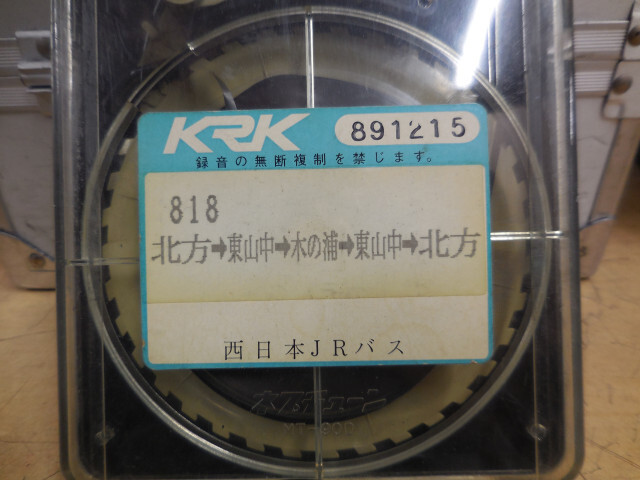 KRK 891215
録音の無断複制を禁じます。
818
北方→東山中→木の浦→東山中→北方
西日本JRバス